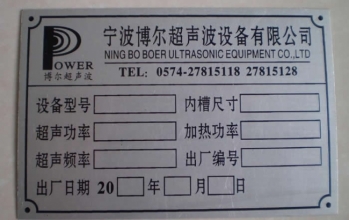 POWER
博尔超声波
宁波博尔超声波设备有限公司
NING BO BOER ULTRASONIC EQUIPMENT CO.,LTD
TEL: 0574-27815118 27815128
设备型号 内槽尺寸
超声功率 加热功率
超声频率 出厂编号
出厂日期 20 年 月 日